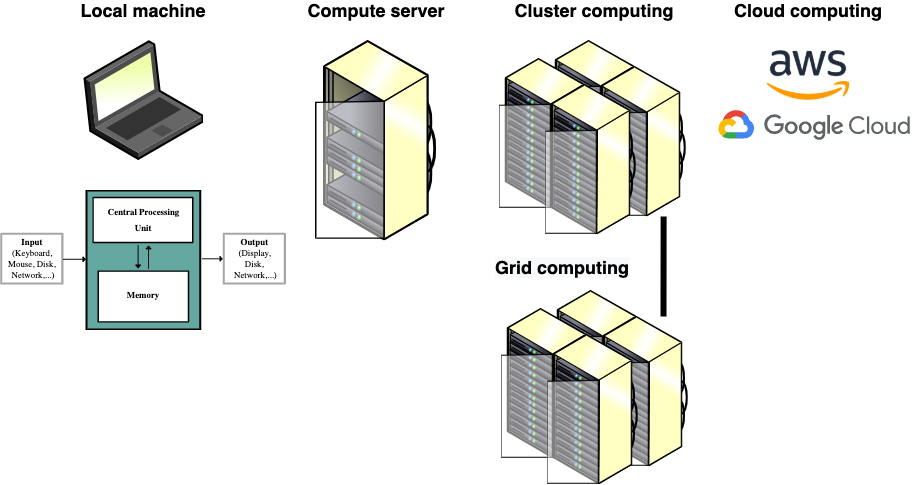 Local machine
Compute server
Cluster computing
Cloud computing
aws
Google Cloud
Central Processing
Unit
Input
(Keyboard,
Mouse, Disk,
Network,...)
Output
(Display,
Disk,
Network,...)
Memory
Grid computing